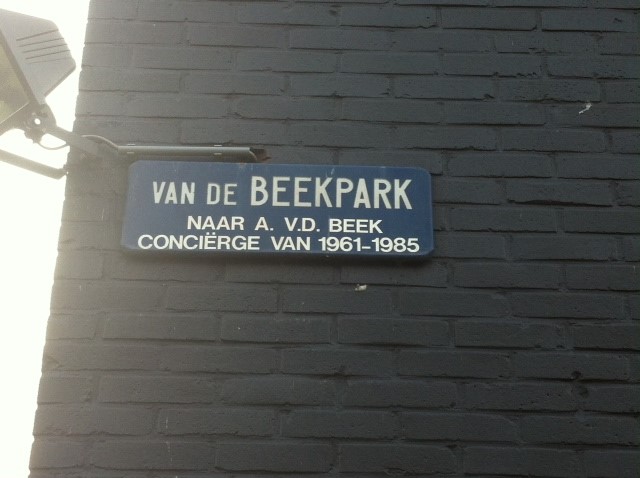 VAN DE BEEKPARK
NAAR A. V.D. BEEK
CONCIËRGE VAN 1961-1985